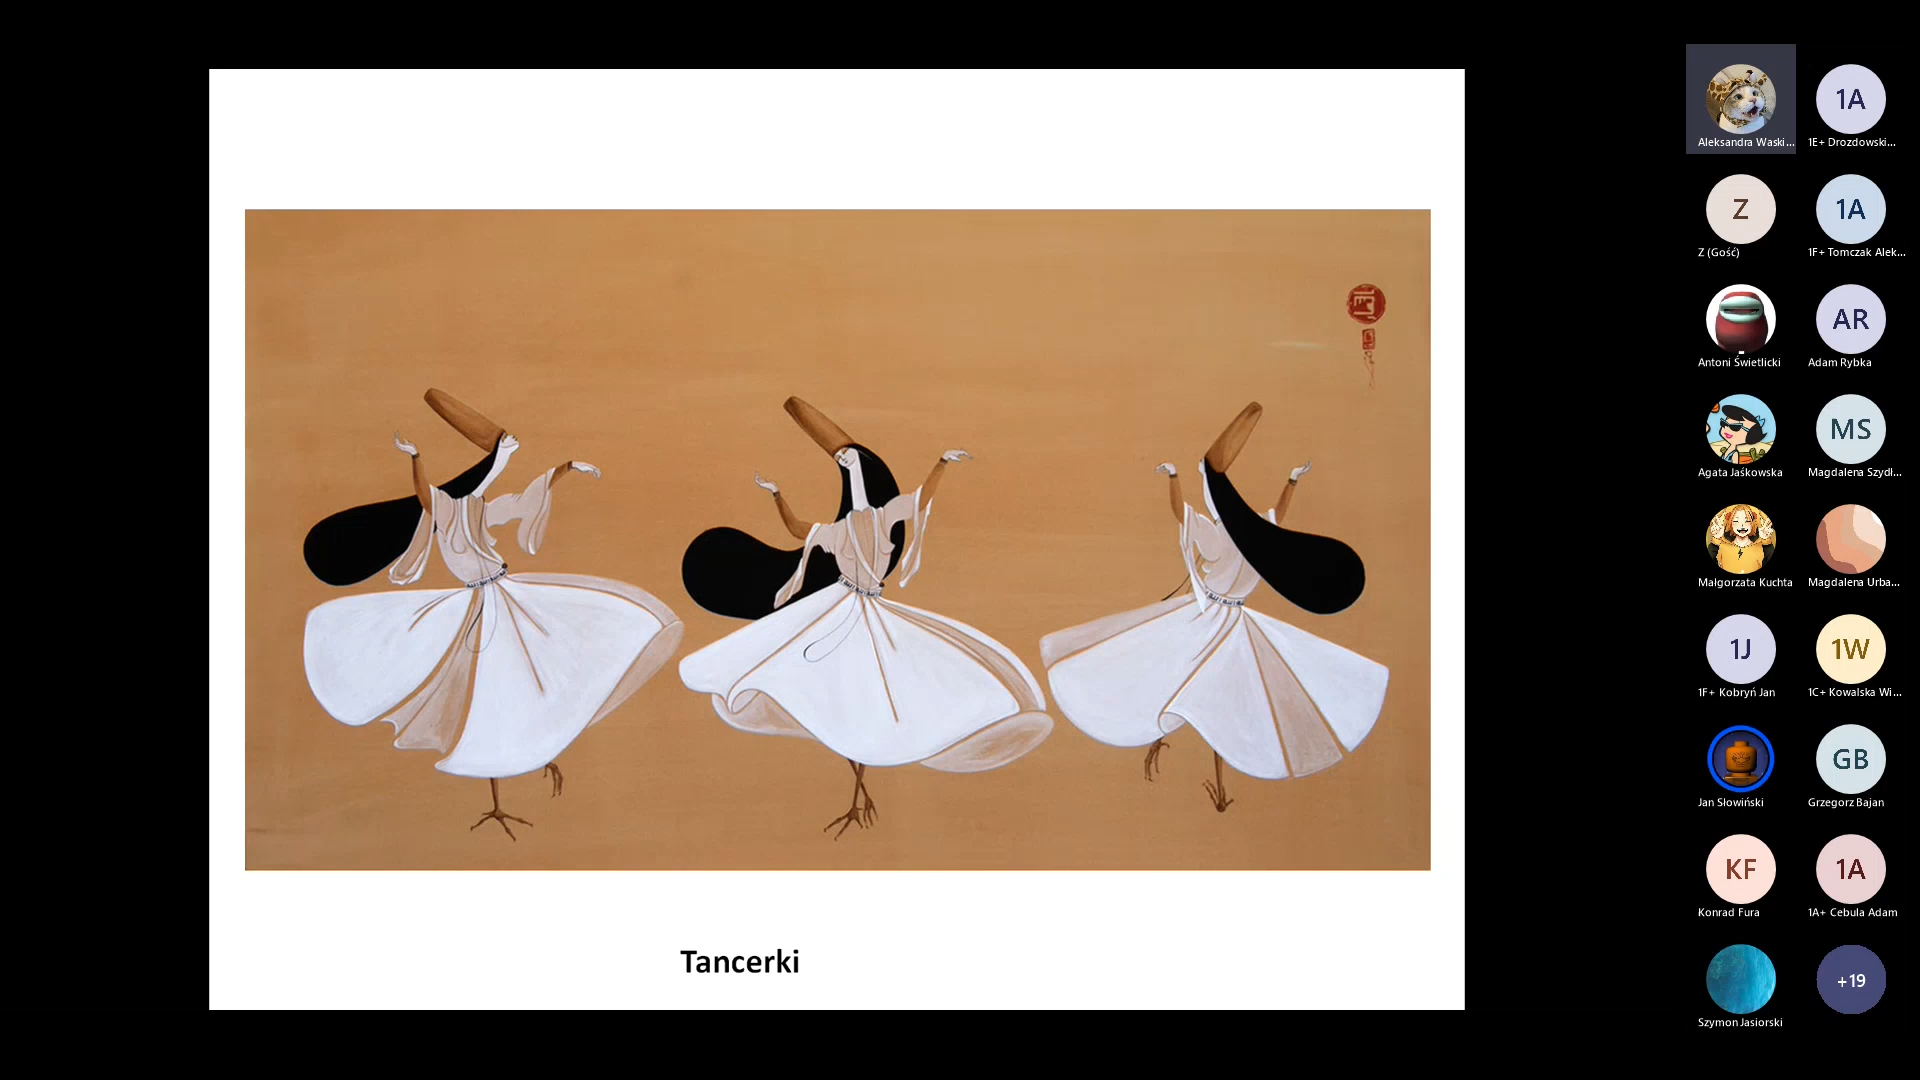 Tancerki
Aleksandra Waski...
1A
1E+ Drozdowski...
Z
Z (Gość)
1A
1F+ Tomczak Alek...
Antoni Świetlicki
AR
Adam Rybka
Agata Jaśkowska
MS
Magdalena Szydł...
Małgorzata Kuchta
Magdalena Urba...
1J
1F+ Kobryń Jan
1W
1C+ Kowalska Wi...
Jan Słowiński
GB
Grzegorz Bajan
KF
Konrad Fura
1A
1A+ Cebula Adam
Szymon Jasiorski
+19